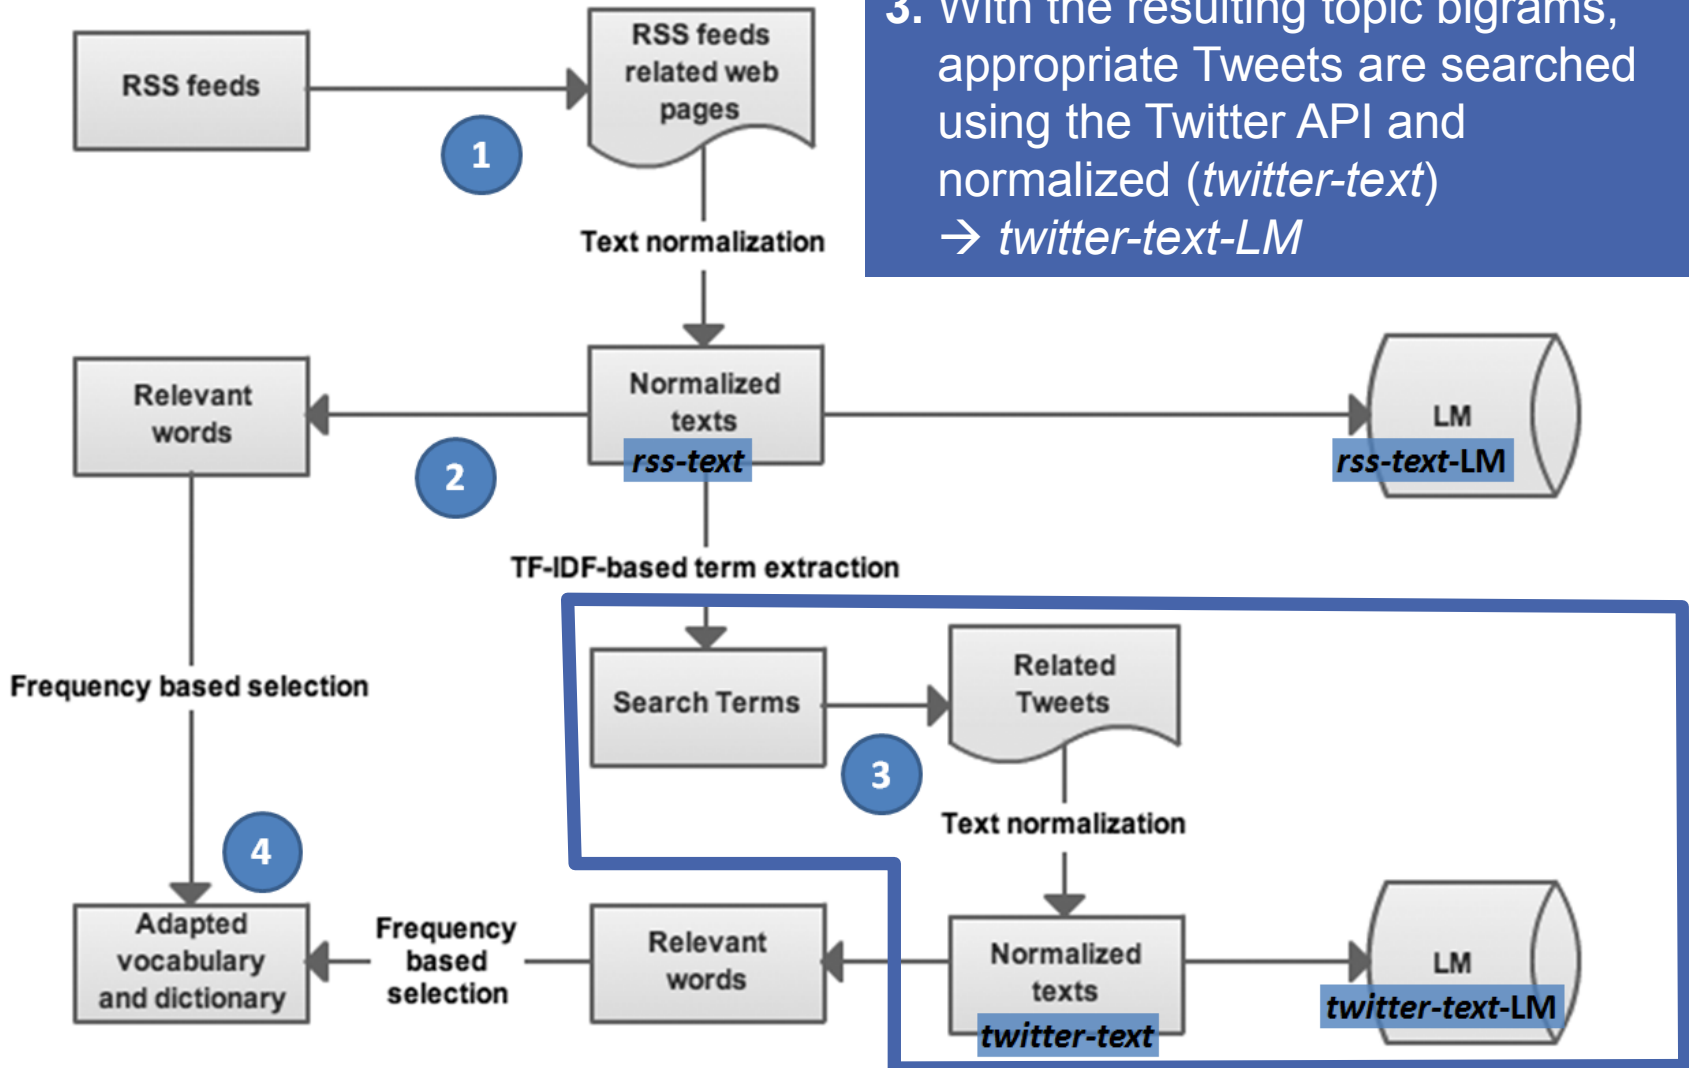 3. With the resulting topic bigrams,
appropriate Tweets are searched
using the Twitter API and
normalized (twitter-text)
→ twitter-text-LM
RSS feeds
RSS feeds
related web
pages
1
Text normalization
Relevant
words
Normalized
texts
rss-text
LM
rss-text-LM
2
TF-IDF-based term extraction
Frequency based selection
Search Terms
Related
Tweets
3
Text normalization
4
Adapted
vocabulary
and dictionary
Frequency
based
selection
Relevant
words
Normalized
texts
twitter-text
LM
twitter-text-LM